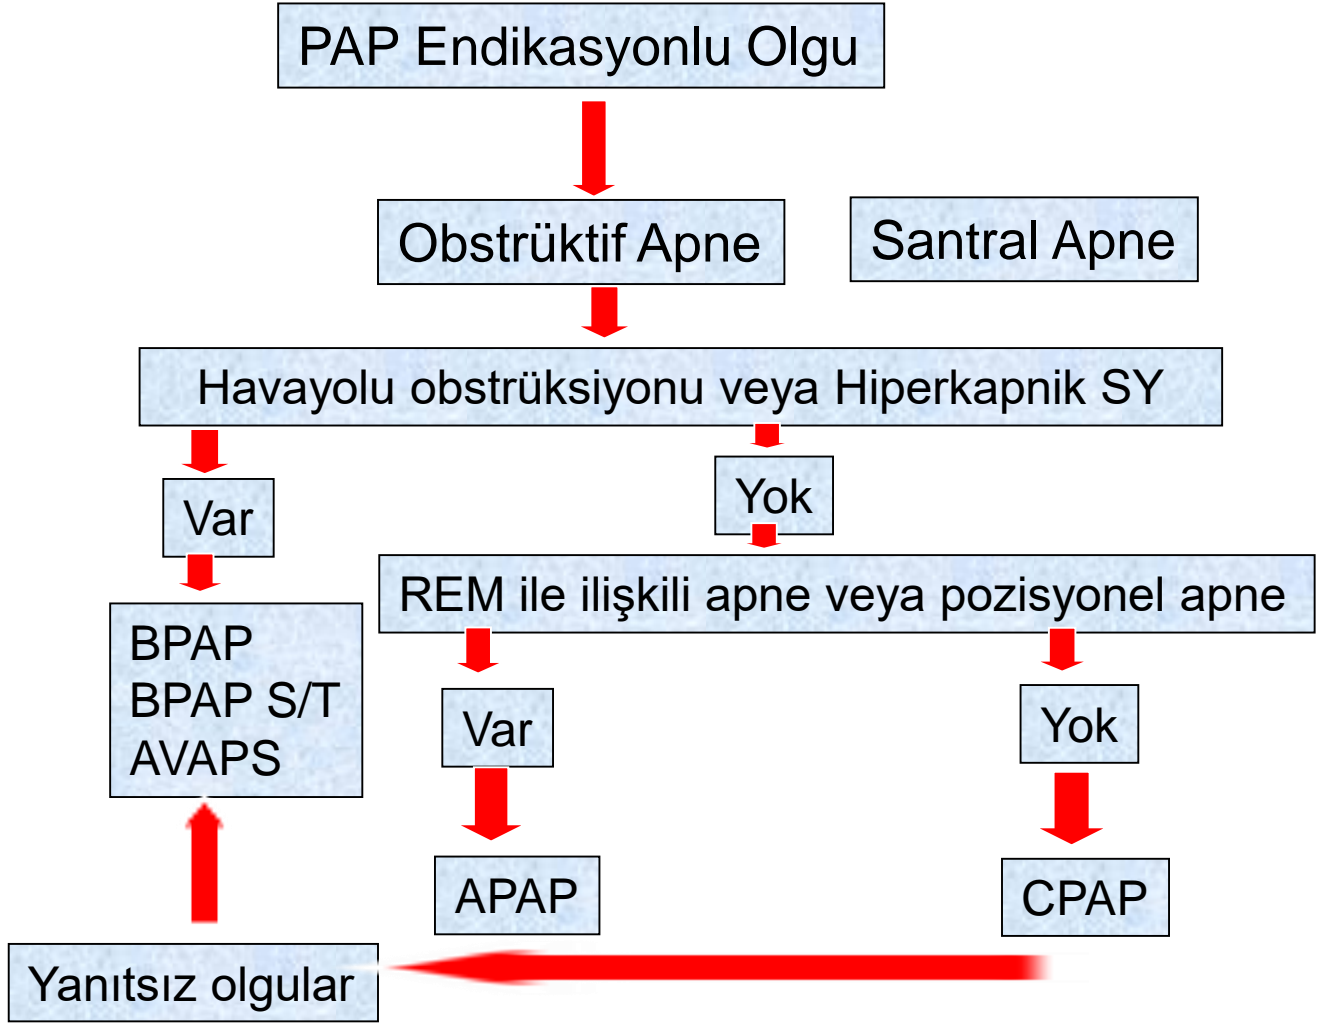 PAP Endikasyonlu Olgu
Obstrüktif Apne
Santral Apne
Havayolu obstrüksiyonu veya Hiperkapnik SY
Var
Yok
REM ile ilişkili apne veya pozisyonel apne
BPAP
BPAP S/T
AVAPS
Var
Yok
APAP
CPAP
Yanıtsız olgular